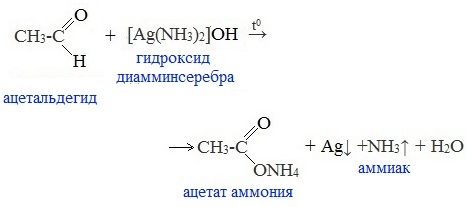 O
CH3-C + [Ag(NH3)2]OH t⁰ →
H гидроксид
диамминсеребра
ацетальдегид
O
→ CH3-C + Ag↓ +NH3↑ + H2O
ONH4 аммиак
ацетат аммония